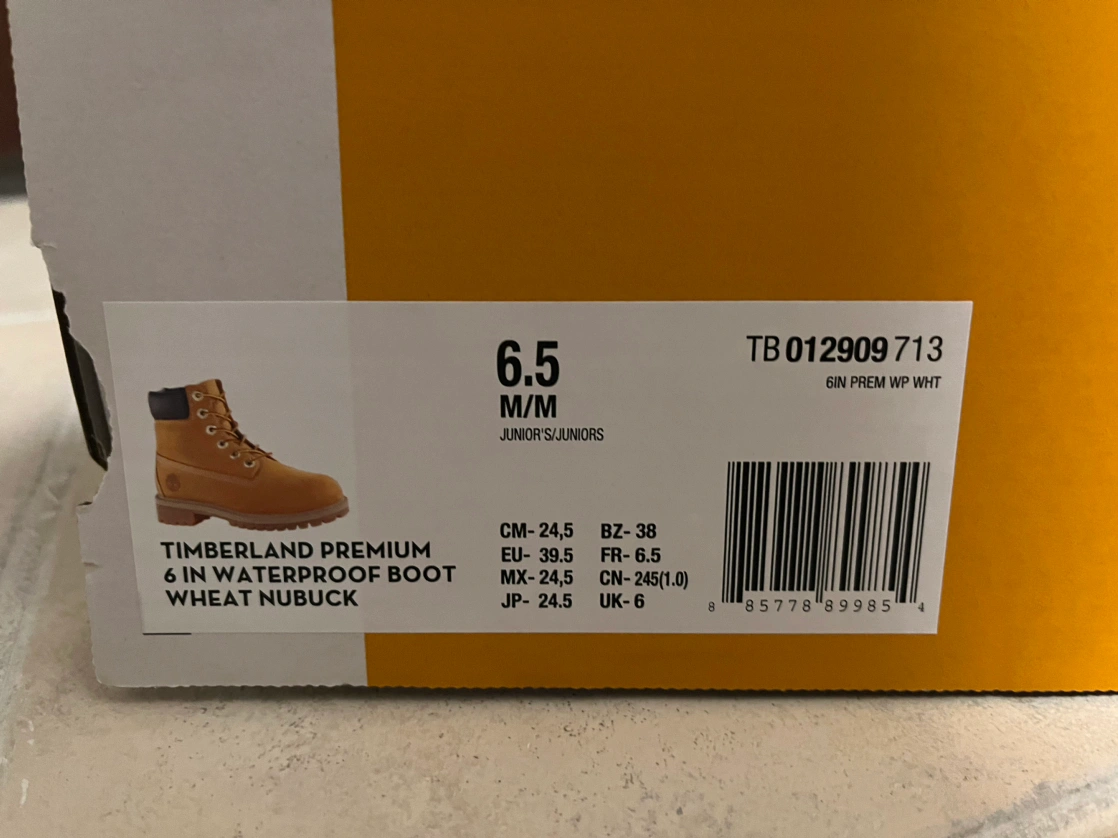 6.5
M/M
JUNIOR'S/JUNIORS
TB 012909 713
6IN PREM WP WHT
TIMBERLAND PREMIUM
6 IN WATERPROOF BOOT
WHEAT NUBUCK
CM- 24,5 BZ- 38
EU- 39.5 FR- 6.5
MX- 24,5 CN- 245(1.0)
JP- 24.5 UK- 6
8 85778 89985 4